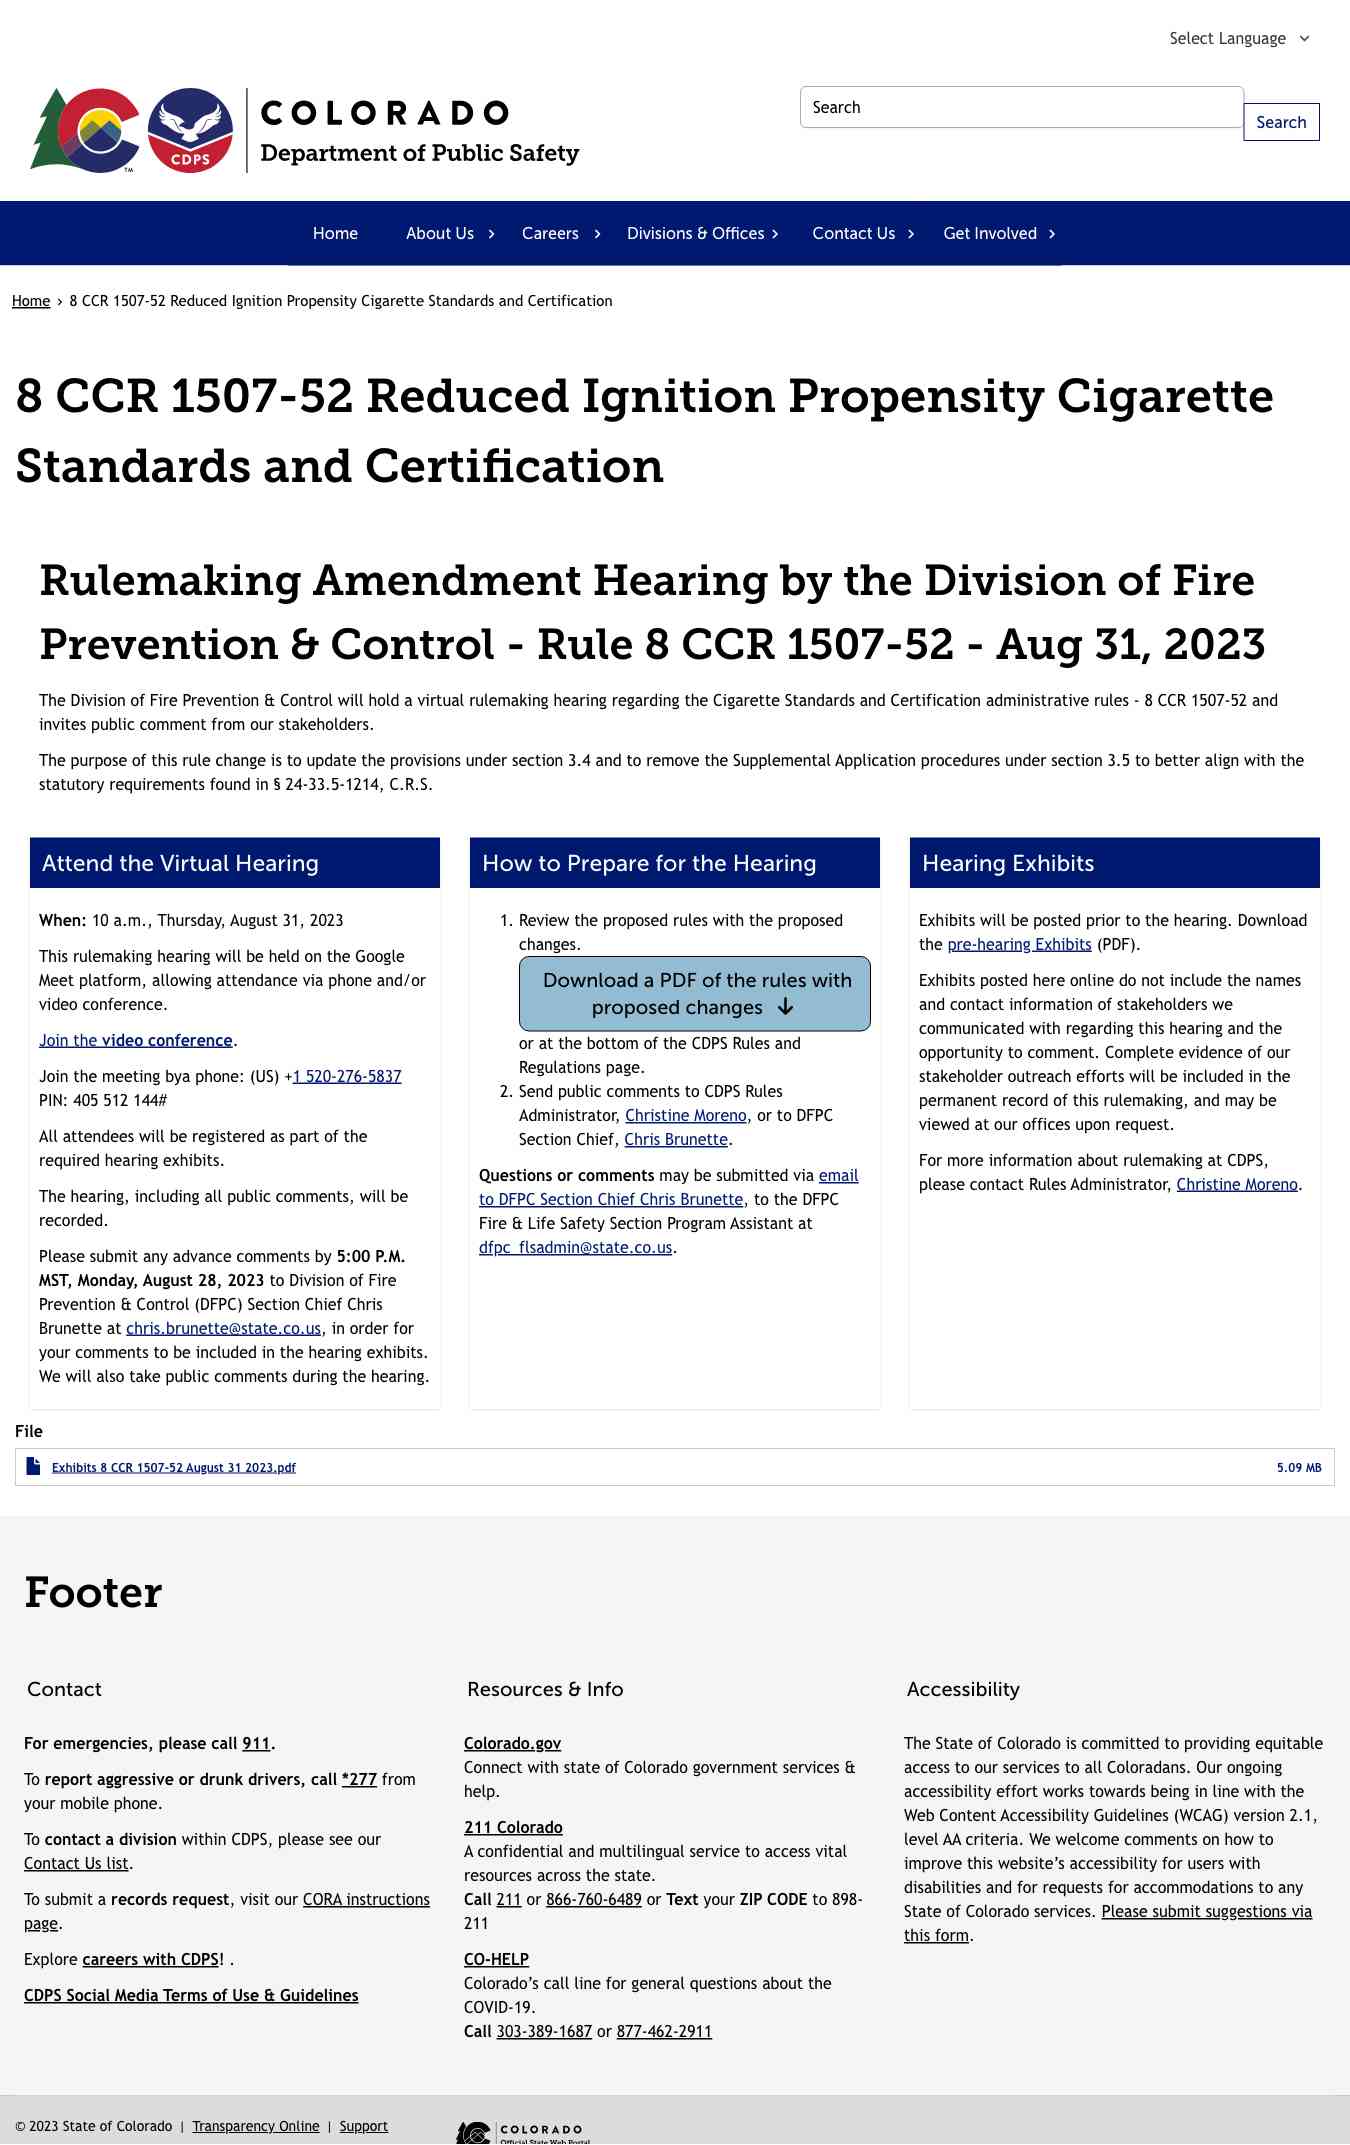 Select Language
COLORADO
Department of Public Safety
CDPS
TM
Search
Search
Home About Us Careers Divisions & Offices Contact Us Get Involved
Home › 8 CCR 1507-52 Reduced Ignition Propensity Cigarette Standards and Certification
8 CCR 1507-52 Reduced Ignition Propensity Cigarette
Standards and Certification
Rulemaking Amendment Hearing by the Division of Fire
Prevention & Control - Rule 8 CCR 1507-52 - Aug 31, 2023
The Division of Fire Prevention & Control will hold a virtual rulemaking hearing regarding the Cigarette Standards and Certification administrative rules - 8 CCR 1507-52 and
invites public comment from our stakeholders.
The purpose of this rule change is to update the provisions under section 3.4 and to remove the Supplemental Application procedures under section 3.5 to better align with the
statutory requirements found in § 24-33.5-1214, C.R.S.
Attend the Virtual Hearing
When: 10 a.m., Thursday, August 31, 2023
This rulemaking hearing will be held on the Google
Meet platform, allowing attendance via phone and/or
video conference.
Join the video conference.
Join the meeting bya phone: (US) +1 520-276-5837
PIN: 405 512 144#
All attendees will be registered as part of the
required hearing exhibits.
The hearing, including all public comments, will be
recorded.
Please submit any advance comments by 5:00 P.M.
MST, Monday, August 28, 2023 to Division of Fire
Prevention & Control (DFPC) Section Chief Chris
Brunette at chris.brunette@state.co.us, in order for
your comments to be included in the hearing exhibits.
We will also take public comments during the hearing.
How to Prepare for the Hearing
1. Review the proposed rules with the proposed
changes.
Download a PDF of the rules with
proposed changes
or at the bottom of the CDPS Rules and
Regulations page.
2. Send public comments to CDPS Rules
Administrator, Christine Moreno, or to DFPC
Section Chief, Chris Brunette.
Questions or comments may be submitted via email
to DFPC Section Chief Chris Brunette, to the DFPC
Fire & Life Safety Section Program Assistant at
dfpc_flsadmin@state.co.us.
Hearing Exhibits
Exhibits will be posted prior to the hearing. Download
the pre-hearing Exhibits (PDF).
Exhibits posted here online do not include the names
and contact information of stakeholders we
communicated with regarding this hearing and the
opportunity to comment. Complete evidence of our
stakeholder outreach efforts will be included in the
permanent record of this rulemaking, and may be
viewed at our offices upon request.
For more information about rulemaking at CDPS,
please contact Rules Administrator, Christine Moreno.
File
Exhibits 8 CCR 1507-52 August 31 2023.pdf 5.09 MB
Footer
Contact
For emergencies, please call 911.
To report aggressive or drunk drivers, call *277 from
your mobile phone.
To contact a division within CDPS, please see our
Contact Us list.
To submit a records request, visit our CORA instructions
page.
Explore careers with CDPS! .
CDPS Social Media Terms of Use & Guidelines
Resources & Info
Colorado.gov
Connect with state of Colorado government services &
help.
211 Colorado
A confidential and multilingual service to access vital
resources across the state.
Call 211 or 866-760-6489 or Text your ZIP CODE to 898-
211
CO-HELP
Colorado’s call line for general questions about the
COVID-19.
Call 303-389-1687 or 877-462-2911
Accessibility
The State of Colorado is committed to providing equitable
access to our services to all Coloradans. Our ongoing
accessibility effort works towards being in line with the
Web Content Accessibility Guidelines (WCAG) version 2.1,
level AA criteria. We welcome comments on how to
improve this website’s accessibility for users with
disabilities and for requests for accommodations to any
State of Colorado services. Please submit suggestions via
this form.
© 2023 State of Colorado | Transparency Online | Support
COLORADO
Official State Web Portal